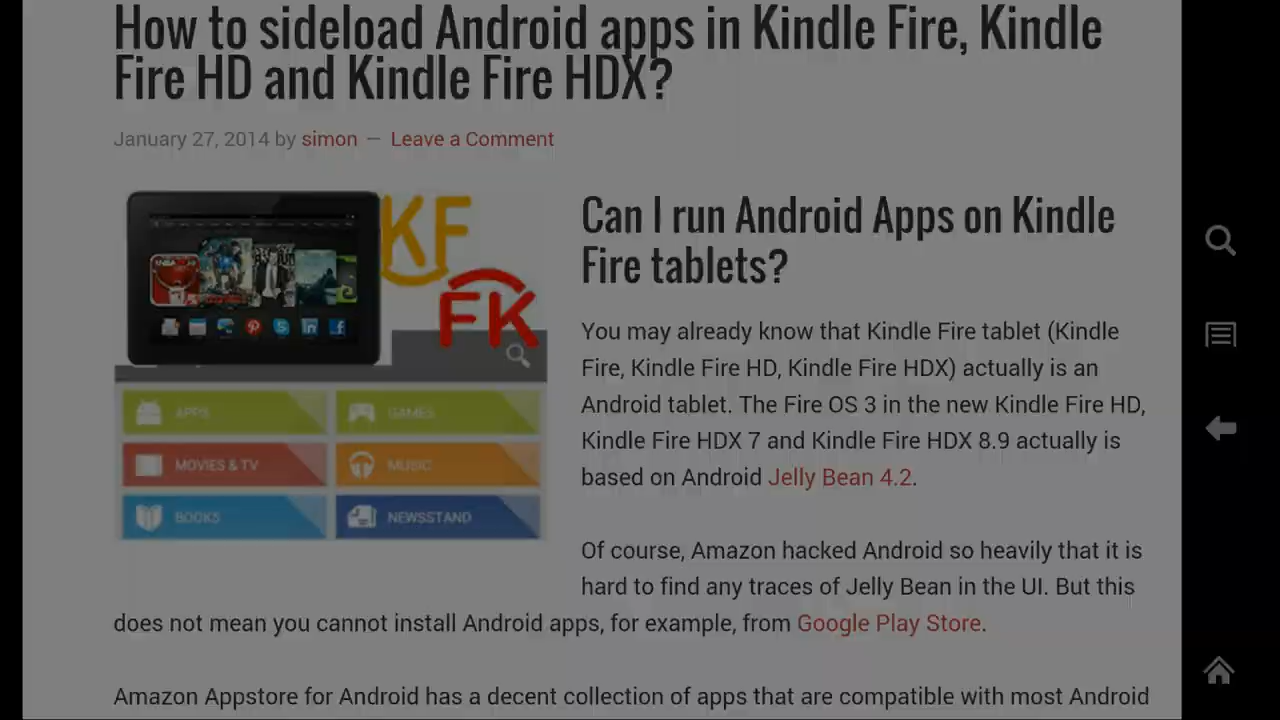 How to sideload Android apps in Kindle Fire, Kindle
Fire HD and Kindle Fire HDX?
January 27, 2014 by simon — Leave a Comment
KF
FK
APPS
GAMES
MOVIES & TV
MUSIC
BOOKS
NEWSSTAND
Can I run Android Apps on Kindle
Fire tablets?
You may already know that Kindle Fire tablet (Kindle
Fire, Kindle Fire HD, Kindle Fire HDX) actually is an
Android tablet. The Fire OS 3 in the new Kindle Fire HD,
Kindle Fire HDX 7 and Kindle Fire HDX 8.9 actually is
based on Android Jelly Bean 4.2.
Of course, Amazon hacked Android so heavily that it is
hard to find any traces of Jelly Bean in the UI. But this
does not mean you cannot install Android apps, for example, from Google Play Store.
Amazon Appstore for Android has a decent collection of apps that are compatible with most Android